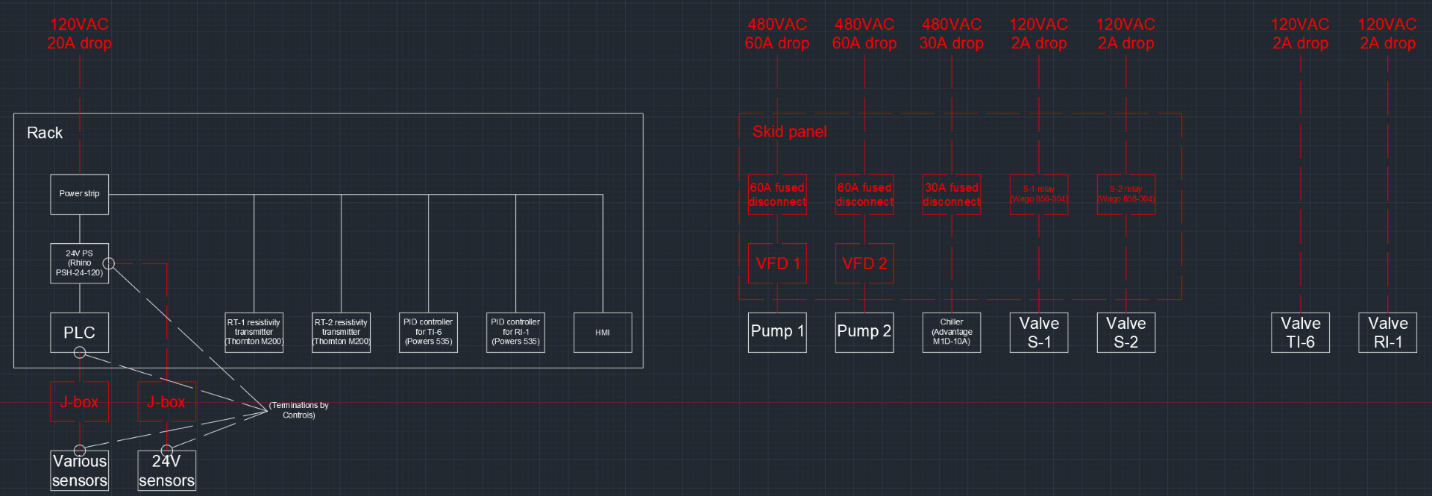 120VAC
20A drop
480VAC
60A drop
480VAC
60A drop
480VAC
30A drop
120VAC
2A drop
120VAC
2A drop
120VAC
2A drop
120VAC
2A drop
Rack
Skid panel
Power strip
60A fused
disconnect
60A fused
disconnect
30A fused
disconnect
S-1 relay
S-2 relay
24V PS
(Rhino
PSH-24-120)
VFD 1
VFD 2
PLC
RT-1 resistivity
transmitter
(Thornton M200)
RT-2 resistivity
transmitter
(Thornton M200)
PID controller
for TI-6
(Powers 535)
PID controller
for RI-1
(Powers 535)
HMI
Pump 1
Pump 2
Chiller
(Advantage
M1D-10A)
Valve
S-1
Valve
S-2
Valve
TI-6
Valve
RI-1
J-box
J-box
(Terminations by
Controls)
Various
sensors
24V
sensors